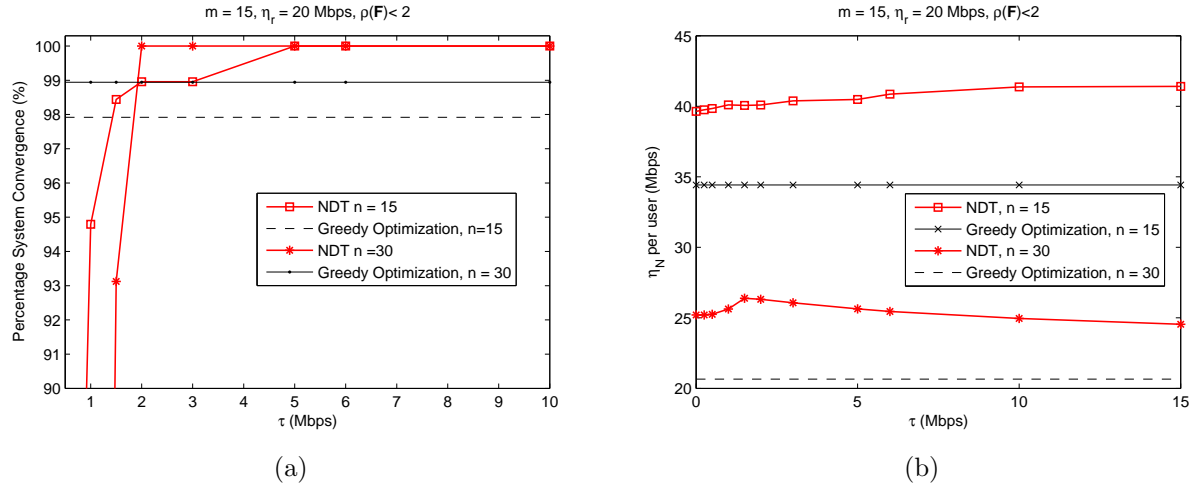 m = 15, η_r = 20 Mbps, ρ(F)< 2
Percentage System Convergence (%)
100
99
98
97
96
95
94
93
92
91
90
NDT n = 15
Greedy Optimization, n=15
NDT n =30
Greedy Optimization, n = 30
1 2 3 4 5 6 7 8 9 10
τ (Mbps)
(a)
m = 15, η_r = 20 Mbps, ρ(F)<2
η_N per user (Mbps)
45
40
35
30
25
20
NDT, n = 15
Greedy Optimization, n = 15
NDT, n = 30
Greedy Optimization, n = 30
0 5 10 15
τ (Mbps)
(b)